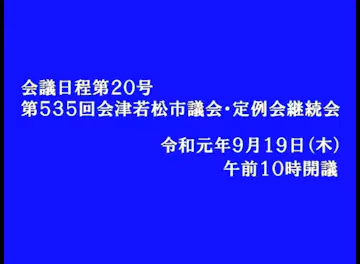 会議日程第20号
第535回会津若松市議会・定例会継続会
令和元年9月19日(木)
午前10時開議